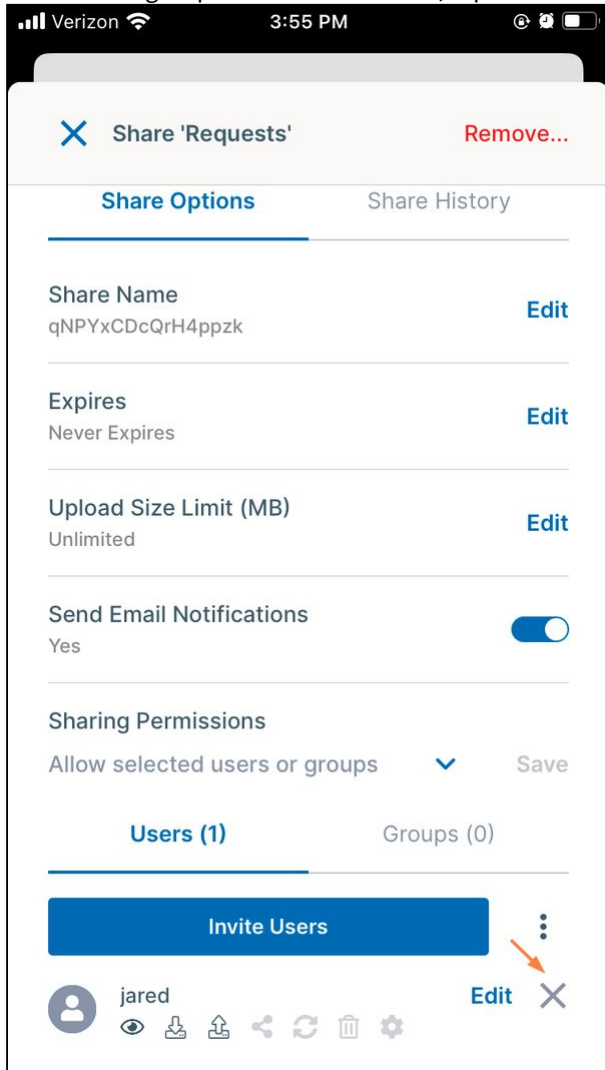 Verizon 3:55 PM
Share 'Requests' Remove...
Share Options Share History
Share Name
qNPYxCDcQrH4ppzk
Edit
Expires
Never Expires
Edit
Upload Size Limit (MB)
Unlimited
Edit
Send Email Notifications
Yes
Sharing Permissions
Allow selected users or groups Save
Users (1) Groups (0)
Invite Users
jared Edit